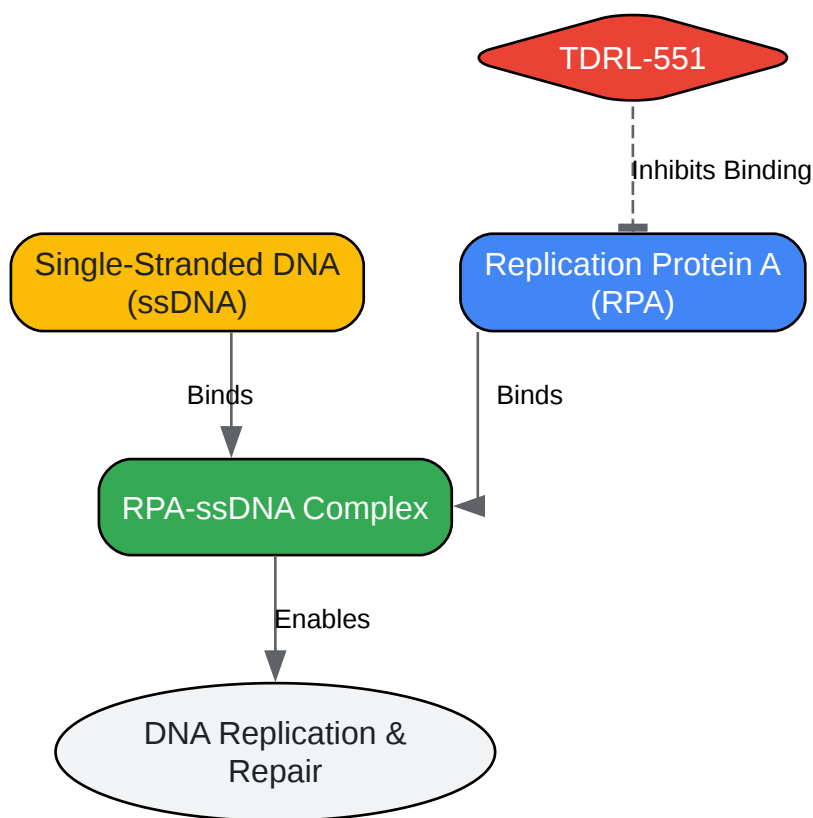 TDRL-551
Inhibits Binding
Single-Stranded DNA
(ssDNA)
Replication Protein A
(RPA)
Binds
Binds
RPA-ssDNA Complex
Enables
DNA Replication &
Repair